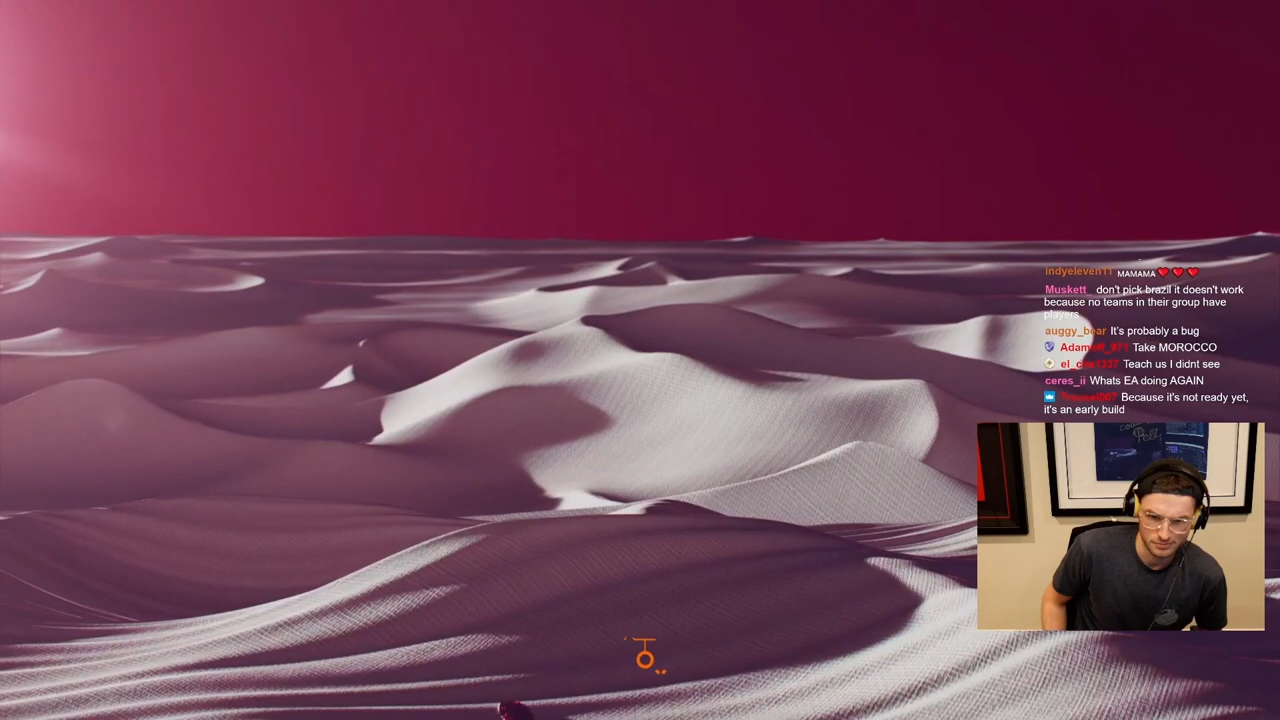 indyeleven11 MAMAMA
Muskett_ don't pick brazil it doesn't work
because no teams in their group have
players
auggy_bear It's probably a bug
Take MOROCCO
Teach us I didnt see
ceres_ii Whats EA doing AGAIN
Because it's not ready yet,
it's an early build